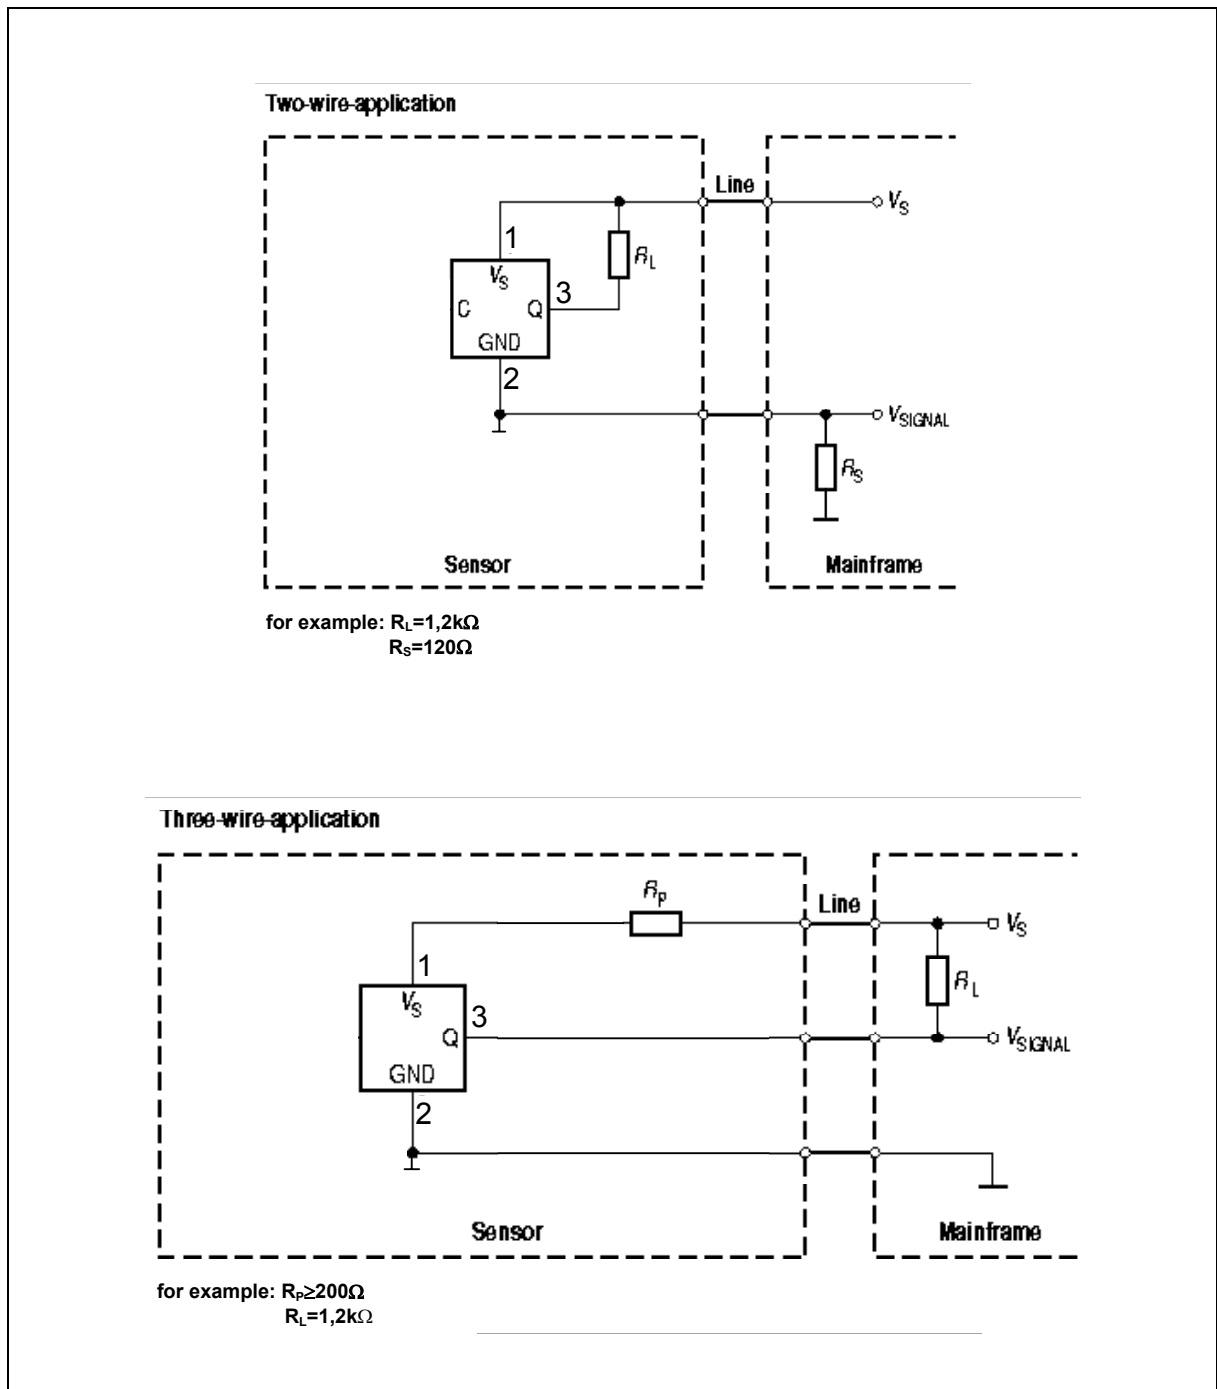 Two-wire-application
Line
V_S
1
R_L
V_S
3
C Q
GND
2
V_SIGNAL
R_S
Sensor
Mainframe
for example: R_L=1,2kΩ
R_S=120Ω
Three-wire-application
R_p
Line
V_S
1
R_L
V_S
3
Q
V_SIGNAL
GND
2
Sensor
Mainframe
for example: R_P≥200Ω
R_L=1,2kΩ